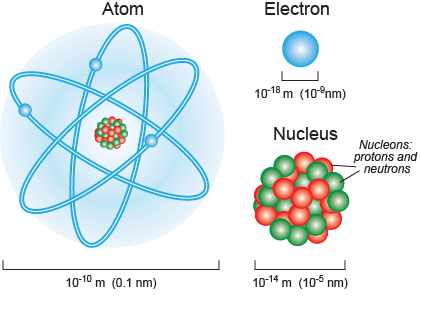 Atom
10⁻¹⁰ m (0.1 nm)
Electron
10⁻¹⁸ m (10⁻⁹nm)
Nucleus
Nucleons:
protons and
neutrons
10⁻¹⁴ m (10⁻⁵ nm)